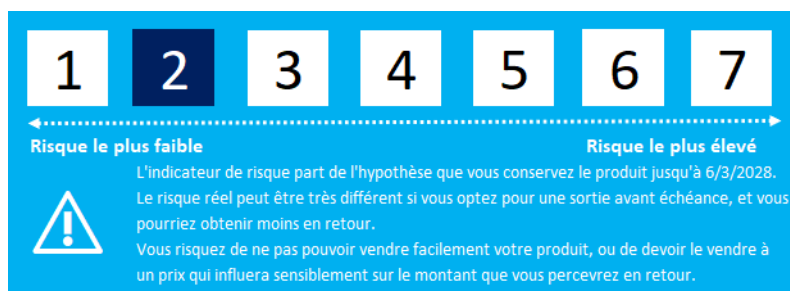 1 2 3 4 5 6 7
Risque le plus faible Risque le plus élevé
L'indicateur de risque part de l'hypothèse que vous conservez le produit jusqu'à 6/3/2028.
Le risque réel peut être très différent si vous optez pour une sortie avant échéance, et vous
pourriez obtenir moins en retour.
Vous risquez de ne pas pouvoir vendre facilement votre produit, ou de devoir le vendre à
un prix qui influera sensiblement sur le montant que vous percevrez en retour.